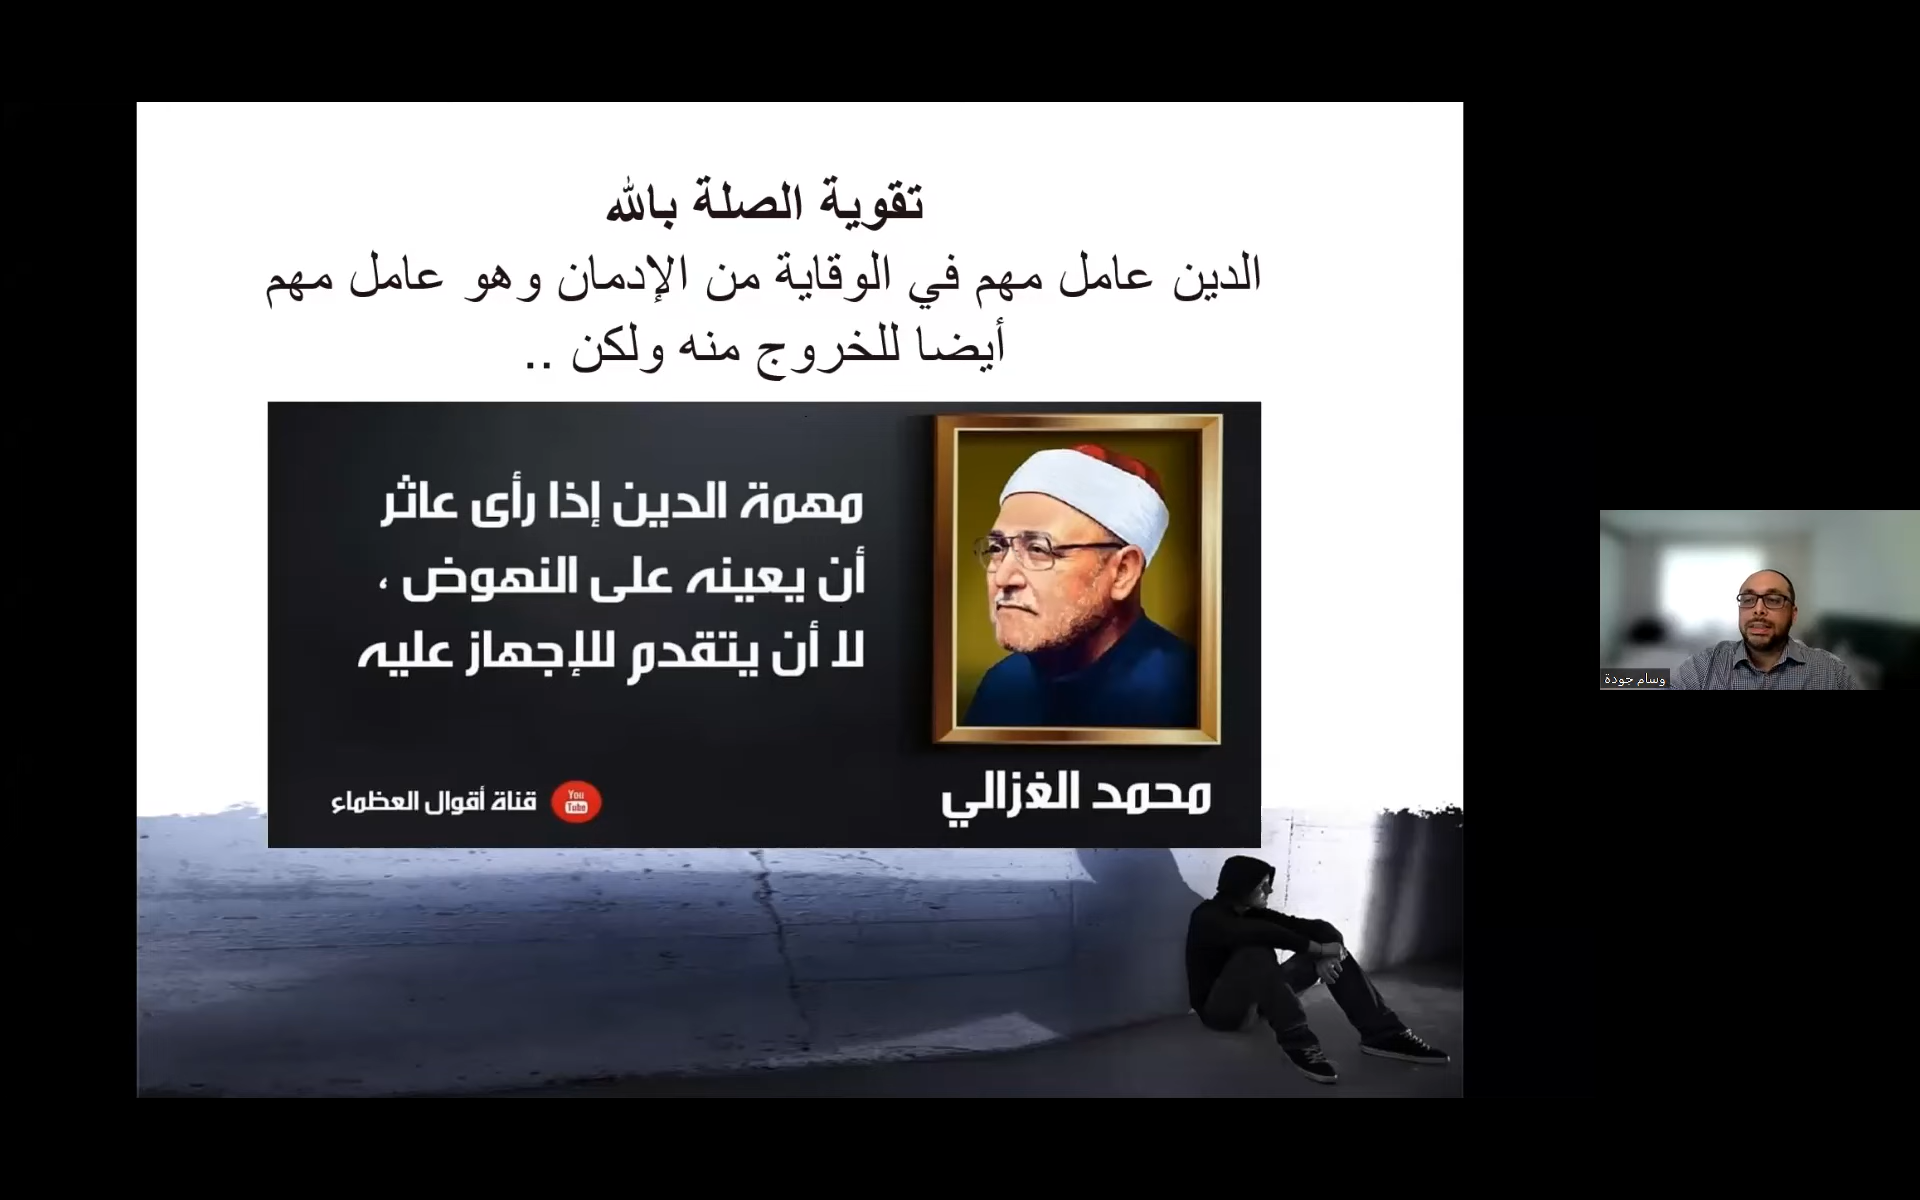 تقوية الصلة بالله
الدين عامل مهم في الوقاية من الإدمان وهو عامل مهم
أيضا للخروج منه ولكن ..
مهمة الدين إذا رأى عاثر
أن يعينه على النهوض ،
لا أن يتقدم للإجهاز عليه
محمد الغزالي
You
Tube
قناة أقوال العظماء
وسام جودة